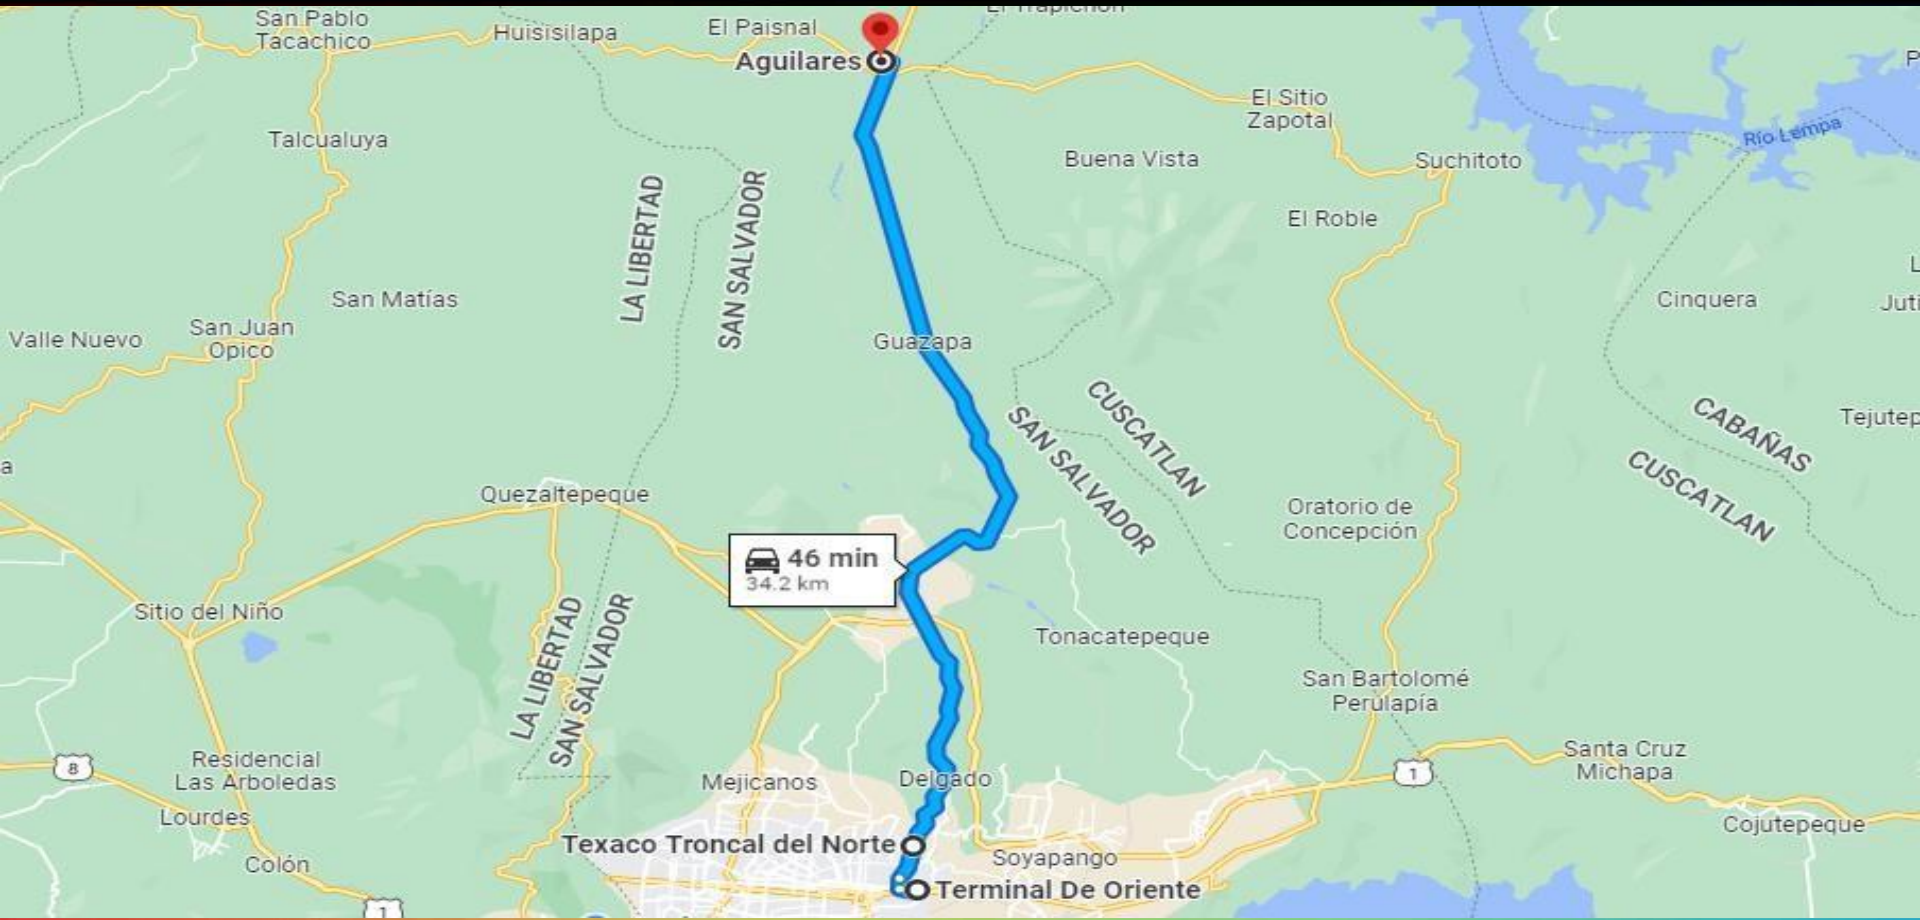 San Pablo
Tacachico
Huisisilapa
El Paisnal
Aguilares
El Sitio
Zapotal
Río Lempa
Talcualuya
Buena Vista
Suchitoto
LA LIBERTAD
SAN SALVADOR
El Roble
San Matías
Cinquera
Valle Nuevo
San Juan
Opico
Guazapa
CUSCATLAN
SAN SALVADOR
CABAÑAS
CUSCATLAN
Quezaltepeque
Oratorio de
Concepción
46 min
34.2 km
Sitio del Niño
LA LIBERTAD
SAN SALVADOR
Tonacatepeque
San Bartolomé
Perulapía
Residencial
Las Arboledas
8
Mejicanos
Delgado
1
Santa Cruz
Michapa
Lourdes
Cojutepeque
Texaco Troncal del Norte
Soyapango
Colón
Terminal De Oriente
1